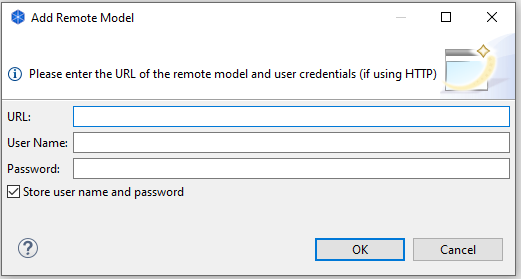 Add Remote Model
Please enter the URL of the remote model and user credentials (if using HTTP)
URL:
User Name:
Password:
Store user name and password
?
OK
Cancel